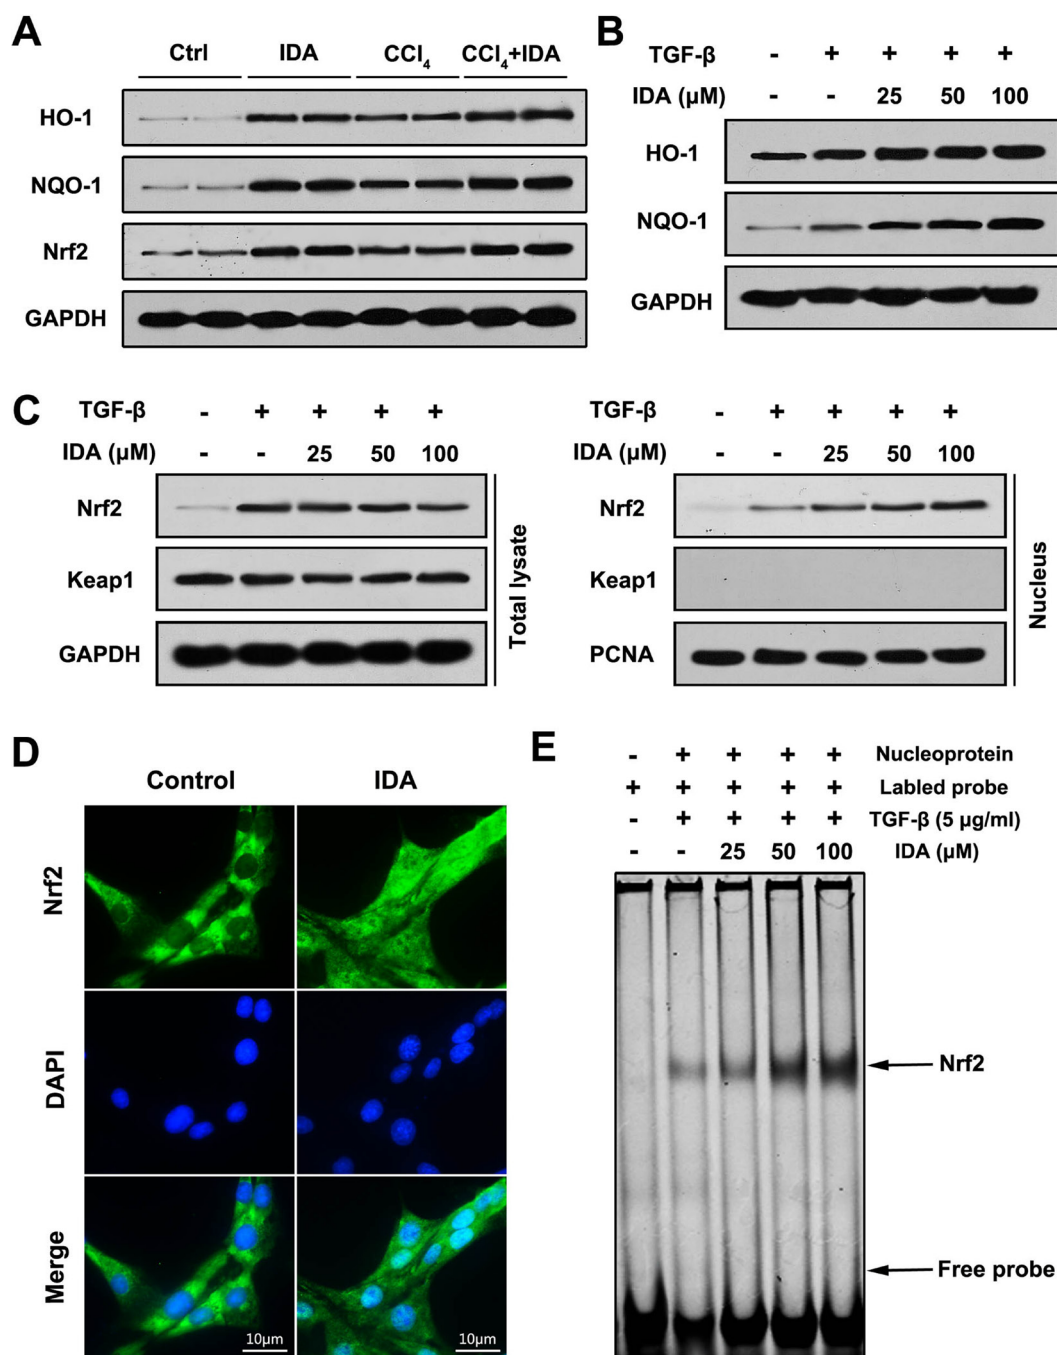 A
Ctrl IDA CCl₄ CCl₄+IDA
HO-1
NQO-1
Nrf2
GAPDH
B
TGF-β - + + + +
IDA (μM) - - 25 50 100
HO-1
NQO-1
GAPDH
C
TGF-β - + + + +
IDA (μM) - - 25 50 100
Nrf2
Keap1
GAPDH
Total lysate
TGF-β - + + + +
IDA (μM) - - 25 50 100
Nrf2
Keap1
PCNA
Nucleus
D
Control IDA
Nrf2
DAPI
Merge
10μm 10μm
E
- + + + + Nucleoprotein
+ + + + + Labled probe
- + + + + TGF-β (5 μg/ml)
- - 25 50 100 IDA (μM)
Nrf2
Free probe